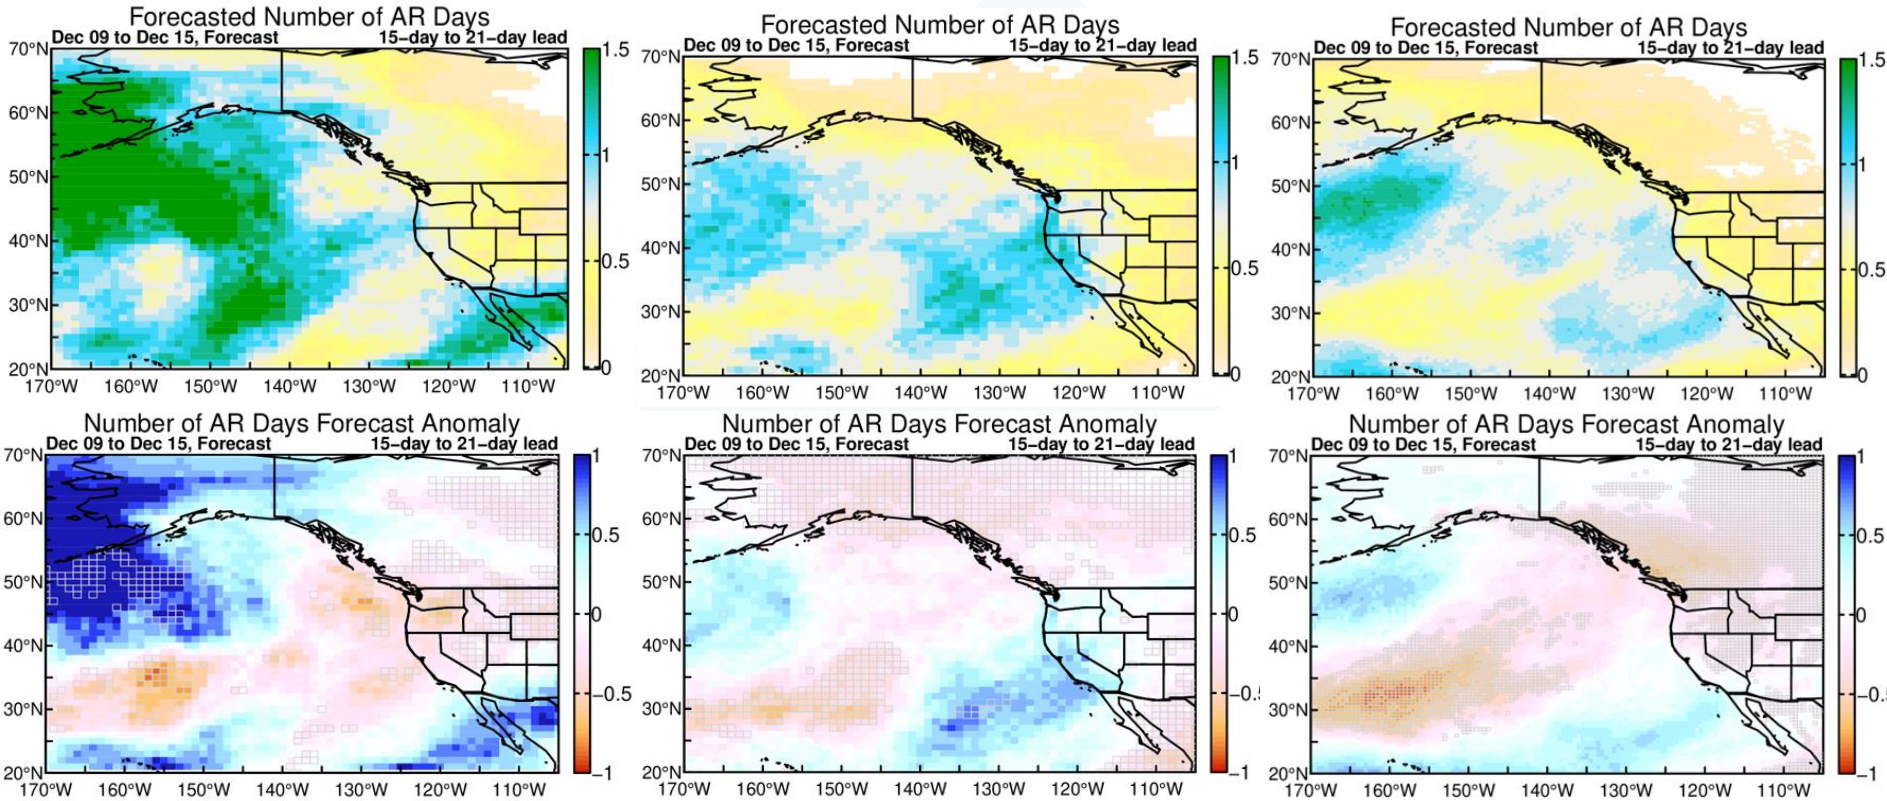 Forecasted Number of AR Days
Dec 09 to Dec 15, Forecast 15-day to 21-day lead
70°N
60°N
50°N
40°N
30°N
20°N
170°W 160°W 150°W 140°W 130°W 120°W 110°W
1.5
1
0.5
0
Forecasted Number of AR Days
Dec 09 to Dec 15, Forecast 15-day to 21-day lead
70°N
60°N
50°N
40°N
30°N
20°N
170°W 160°W 150°W 140°W 130°W 120°W 110°W
1.5
1
0.5
0
Forecasted Number of AR Days
Dec 09 to Dec 15, Forecast 15-day to 21-day lead
70°N
60°N
50°N
40°N
30°N
20°N
170°W 160°W 150°W 140°W 130°W 120°W 110°W
1.5
1
0.5
0
Number of AR Days Forecast Anomaly
Dec 09 to Dec 15, Forecast 15-day to 21-day lead
70°N
60°N
50°N
40°N
30°N
20°N
170°W 160°W 150°W 140°W 130°W 120°W 110°W
1
0.5
0
-0.5
-1
Number of AR Days Forecast Anomaly
Dec 09 to Dec 15, Forecast 15-day to 21-day lead
70°N
60°N
50°N
40°N
30°N
20°N
170°W 160°W 150°W 140°W 130°W 120°W 110°W
1
0.5
0
-0.5
-1
Number of AR Days Forecast Anomaly
Dec 09 to Dec 15, Forecast 15-day to 21-day lead
70°N
60°N
50°N
40°N
30°N
20°N
170°W 160°W 150°W 140°W 130°W 120°W 110°W
1
0.5
0
-0.5
-1